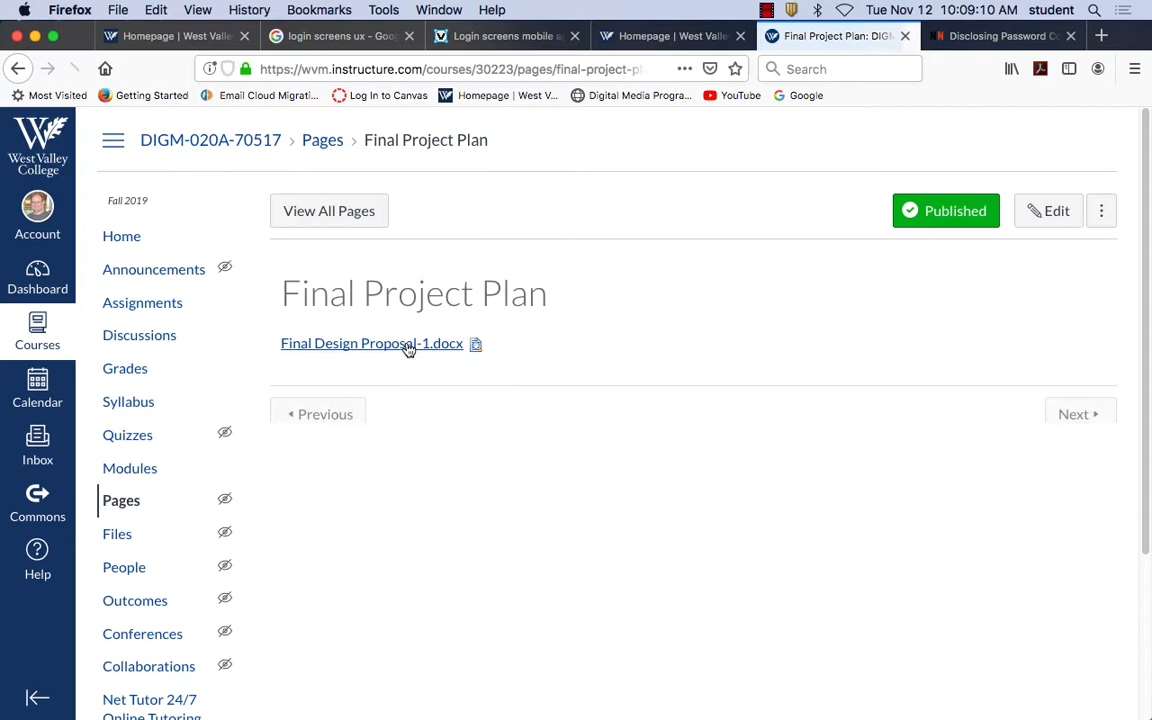 Firefox File Edit View History Bookmarks Tools Window Help Tue Nov 12 10:09:10 AM student
Homepage | West Valley
login screens ux - Goo
Login screens mobile a
Homepage | West Valle
Final Project Plan: DIGM
Disclosing Password Co
https://wvm.instructure.com/courses/30223/pages/final-project-pl
Search
Most Visited Getting Started Email Cloud Migrati... Log In to Canvas Homepage | West V... Digital Media Progra... YouTube Google
West Valley College
Account
Dashboard
Courses
Calendar
Inbox
Commons
Help
DIGM-020A-70517 › Pages › Final Project Plan
Fall 2019
Home
Announcements
Assignments
Discussions
Grades
Syllabus
Quizzes
Modules
Pages
Files
People
Outcomes
Conferences
Collaborations
Net Tutor 24/7
Online Tutoring
View All Pages
Published
Edit
Final Project Plan
Final Design Proposal-1.docx
Previous
Next